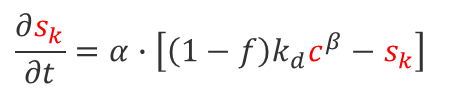 ∂s_k/∂t = α · [(1 − f)k_d c^β − s_k]